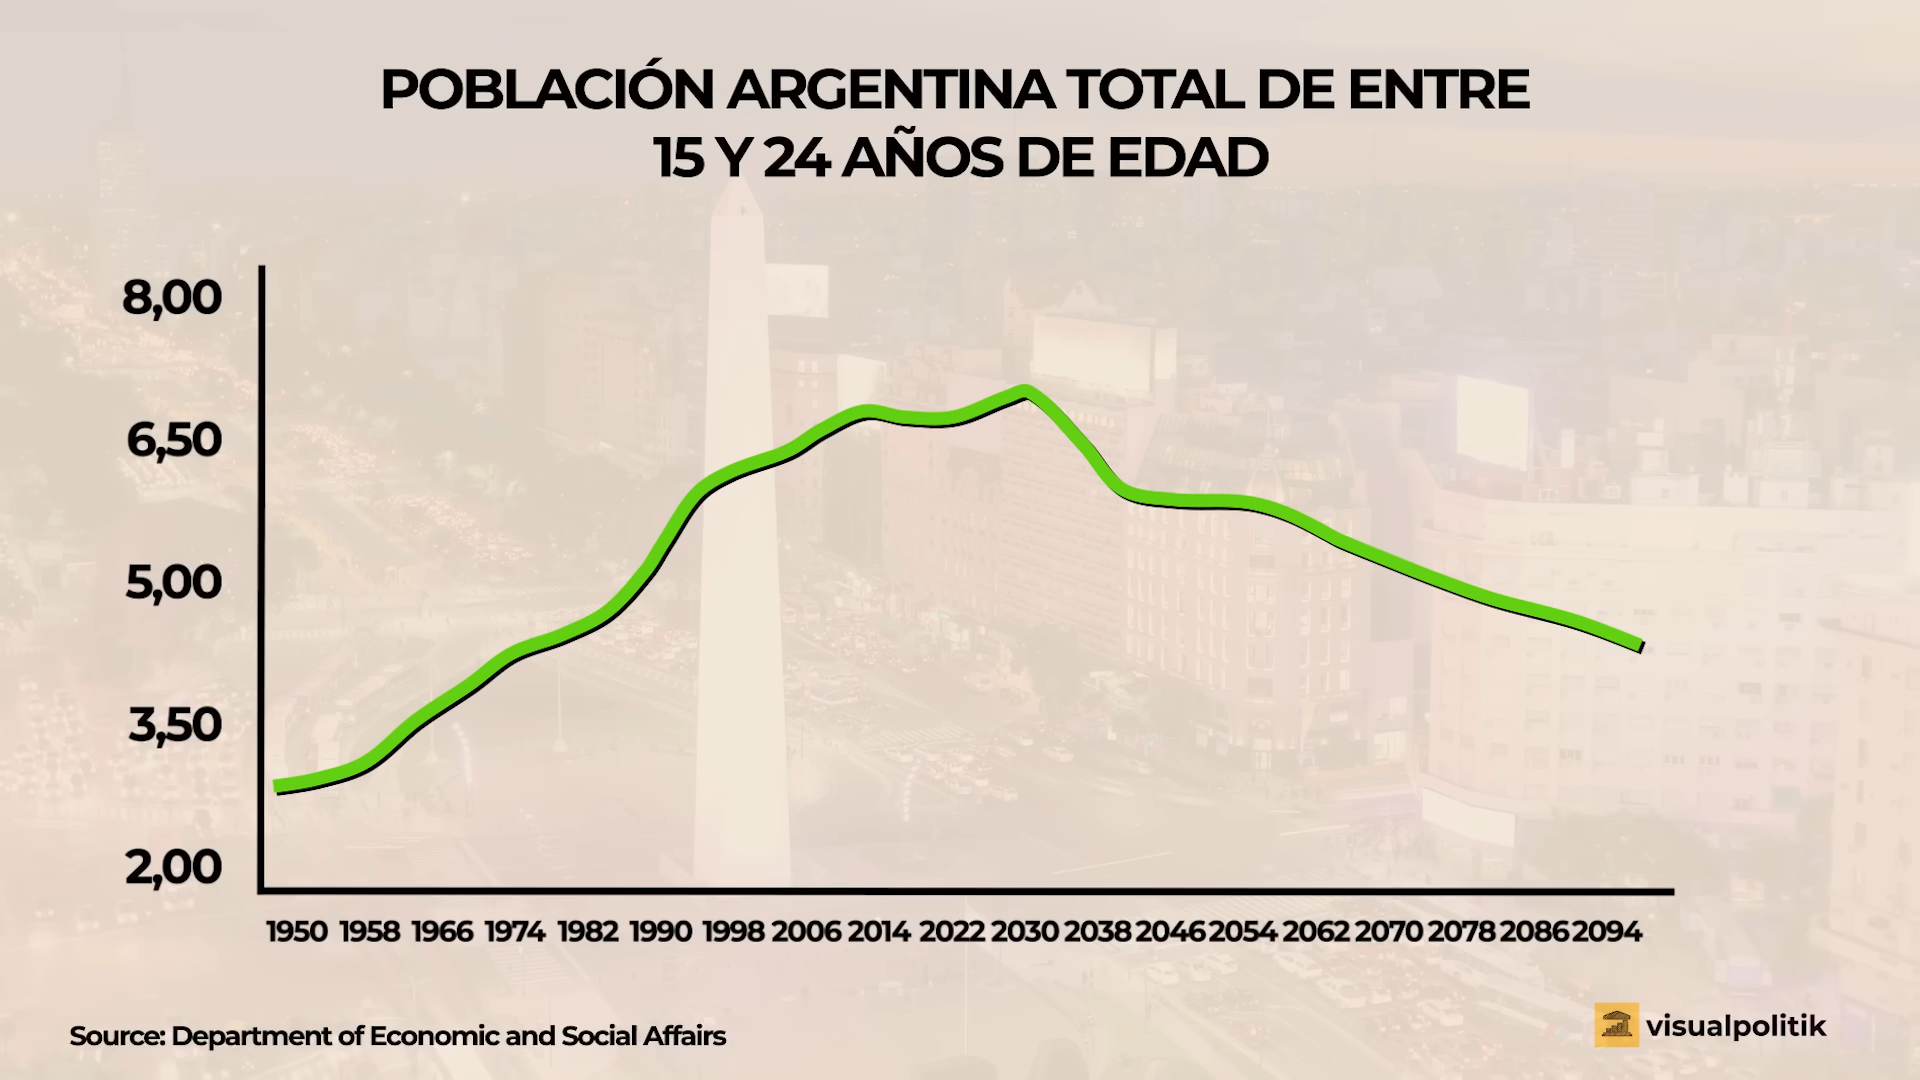 POBLACIÓN ARGENTINA TOTAL DE ENTRE
15 Y 24 AÑOS DE EDAD
8,00
6,50
5,00
3,50
2,00
1950 1958 1966 1974 1982 1990 1998 2006 2014 2022 2030 2038 2046 2054 2062 2070 2078 2086 2094
Source: Department of Economic and Social Affairs
visualpolitik